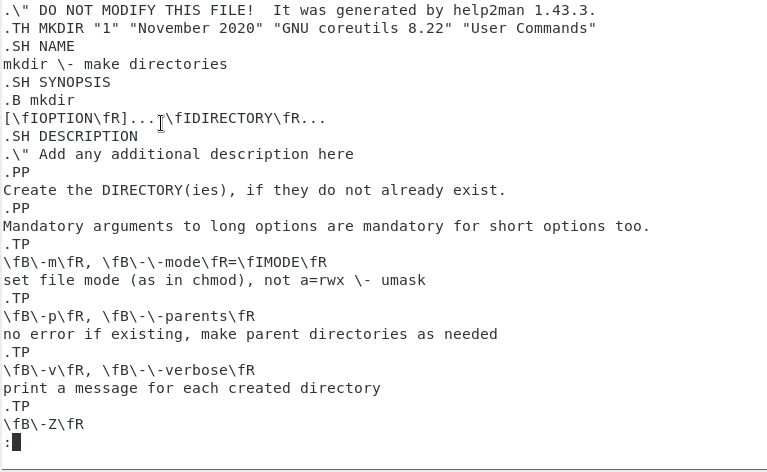 .\" DO NOT MODIFY THIS FILE!  It was generated by help2man 1.43.3.
.TH MKDIR "1" "November 2020" "GNU coreutils 8.22" "User Commands"
.SH NAME
mkdir \- make directories
.SH SYNOPSIS
.B mkdir
[\fIOPTION\fR]... \fIDIRECTORY\fR...
.SH DESCRIPTION
.\" Add any additional description here
.PP
Create the DIRECTORY(ies), if they do not already exist.
.PP
Mandatory arguments to long options are mandatory for short options too.
.TP
\fB\-m\fR, \fB\-\-mode\fR=\fIMODE\fR
set file mode (as in chmod), not a=rwx \- umask
.TP
\fB\-p\fR, \fB\-\-parents\fR
no error if existing, make parent directories as needed
.TP
\fB\-v\fR, \fB\-\-verbose\fR
print a message for each created directory
.TP
\fB\-Z\fR
: